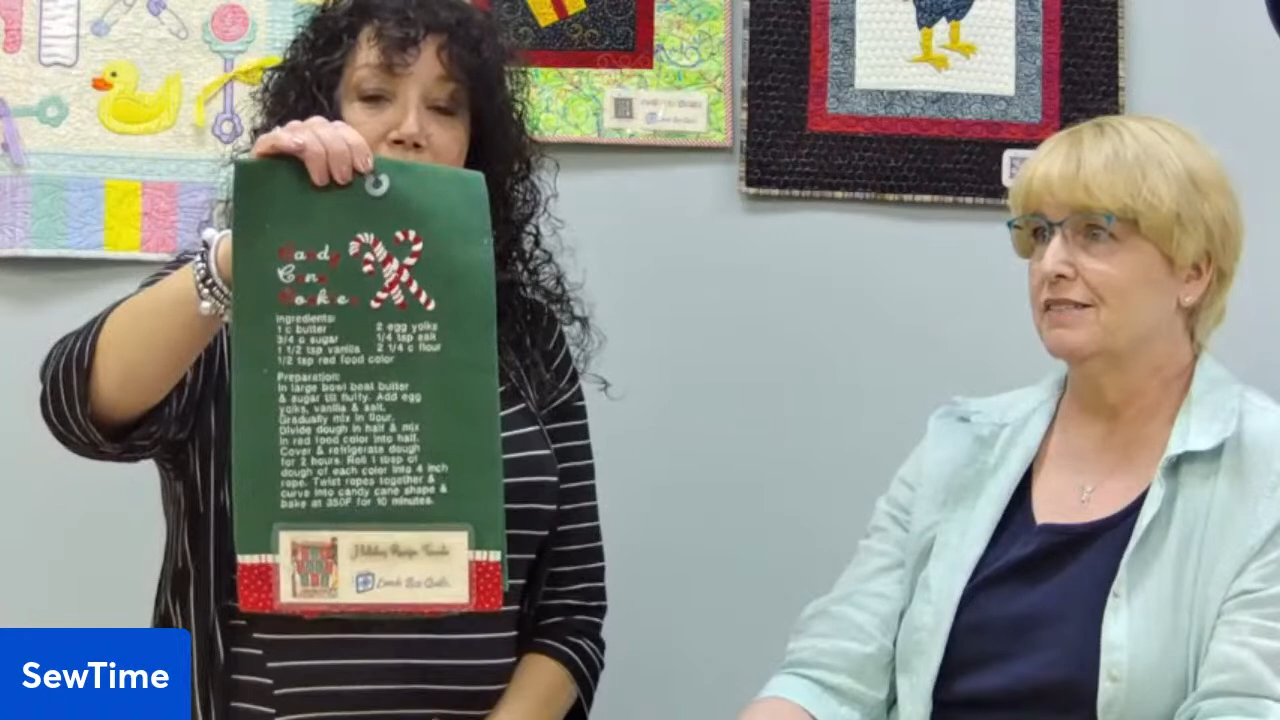 Candy
Cane
Cookies
Ingredients:
1 c butter
3/4 c sugar
1 1/2 tsp vanilla
1/2 tsp red food color
2 egg yolks
1/4 tsp salt
2 1/4 c flour
Preparation:
In large bowl beat butter
& sugar till fluffy. Add egg
yolks, vanilla & salt.
Gradually mix in flour.
Divide dough in half & mix
in red food color into half.
Cover & refrigerate dough
for 2 hours. Roll 1 tbsp of
dough of each color into 4 inch
rope. Twist ropes together &
curve into candy cane shape &
bake at 350F for 10 minutes.
Holiday Recipe Towels
Lunch Box Quilts
SewTime